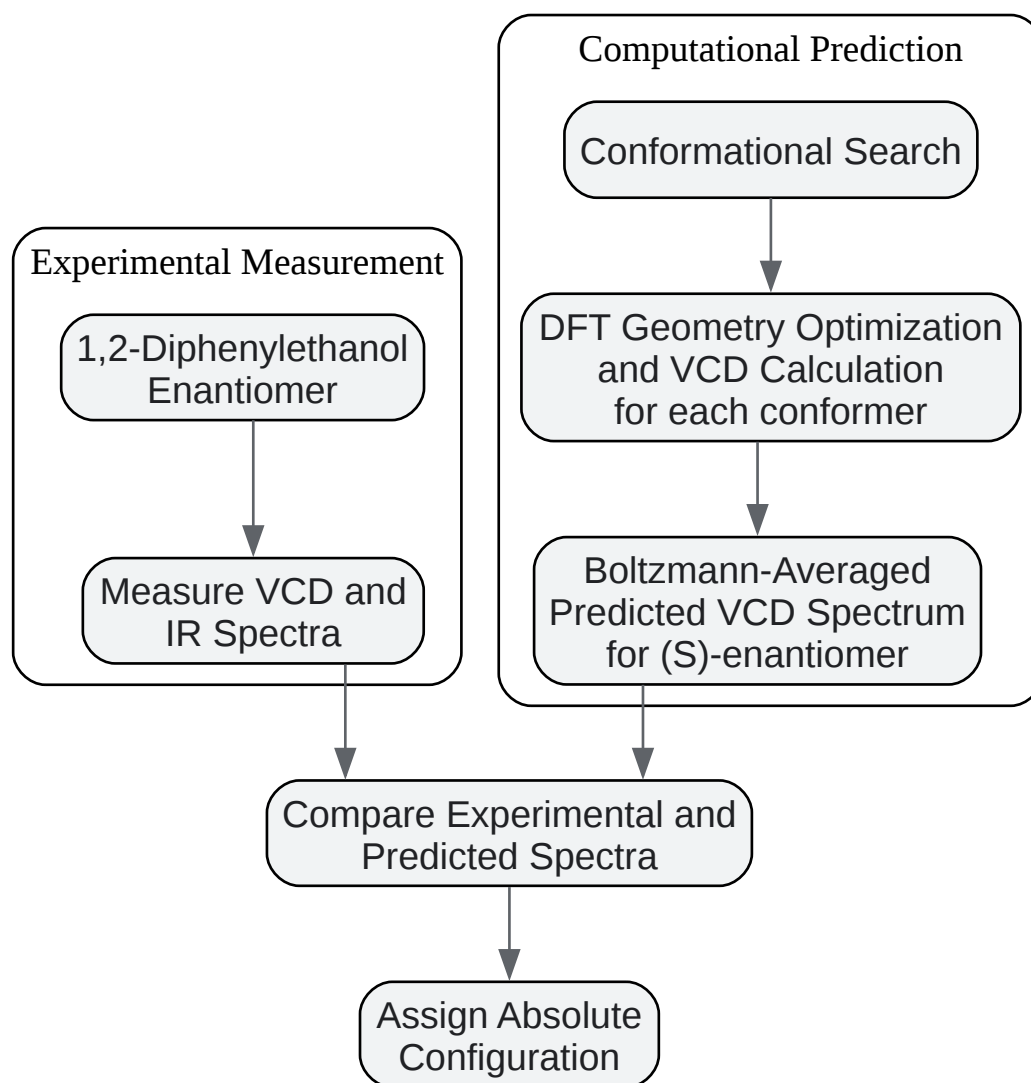 Computational Prediction
Conformational Search
Experimental Measurement
1,2-Diphenylethanol
Enantiomer
DFT Geometry Optimization
and VCD Calculation
for each conformer
Measure VCD and
IR Spectra
Boltzmann-Averaged
Predicted VCD Spectrum
for (S)-enantiomer
Compare Experimental and
Predicted Spectra
Assign Absolute
Configuration